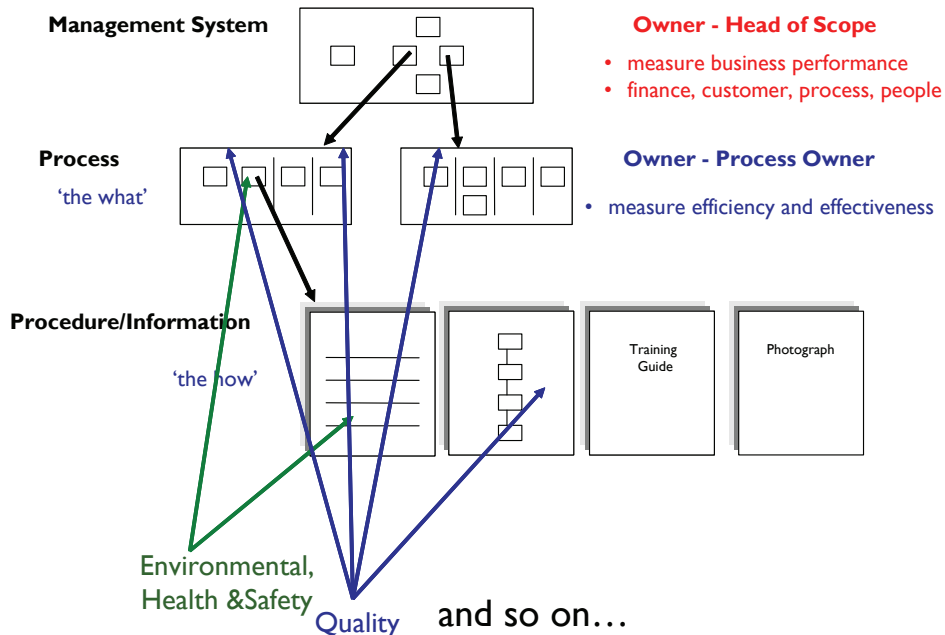 Management System
Owner - Head of Scope
• measure business performance
• finance, customer, process, people
Process
'the what'
Owner - Process Owner
• measure efficiency and effectiveness
Procedure/Information
'the how'
Training
Guide
Photograph
Environmental,
Health &Safety
Quality
and so on…